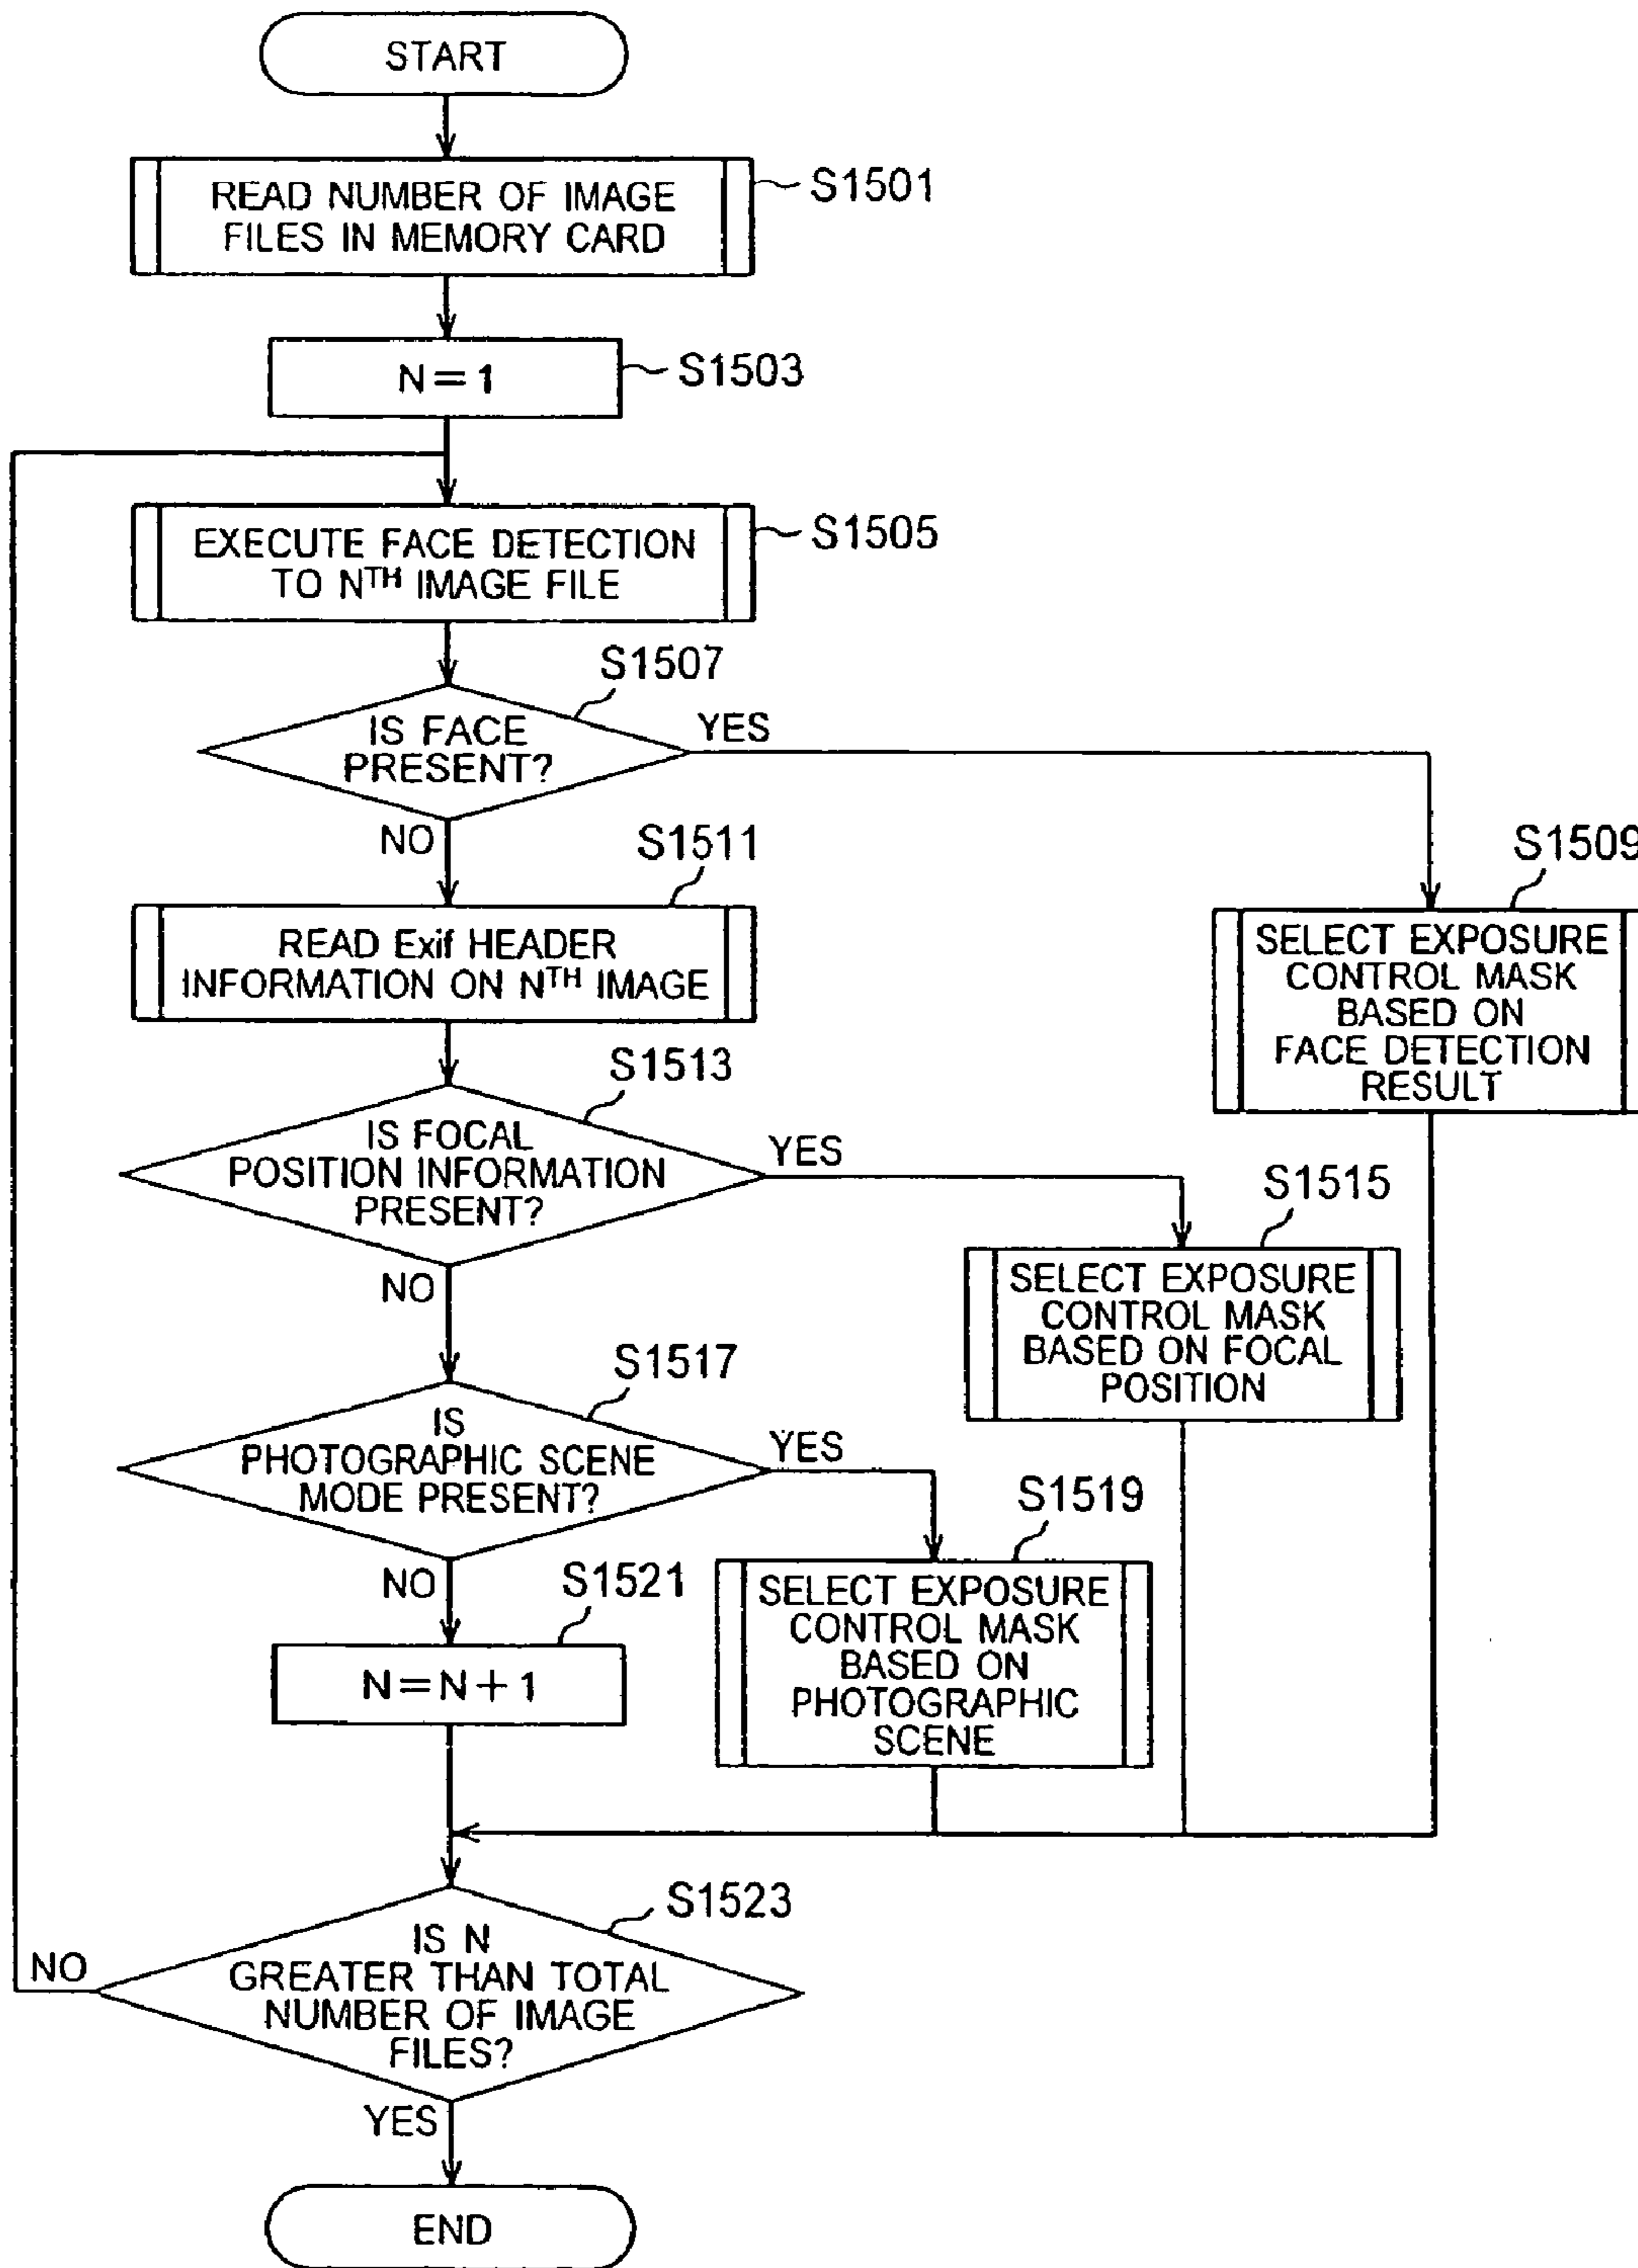 START
READ NUMBER OF IMAGE
FILES IN MEMORY CARD
S1501
N=1
S1503
EXECUTE FACE DETECTION
TO NTH IMAGE FILE
S1505
S1507
IS FACE
PRESENT?
YES
NO
S1509
SELECT EXPOSURE
CONTROL MASK
BASED ON
FACE DETECTION
RESULT
S1511
READ Exif HEADER
INFORMATION ON NTH IMAGE
S1513
IS FOCAL
POSITION INFORMATION
PRESENT?
YES
NO
S1515
SELECT EXPOSURE
CONTROL MASK
BASED ON FOCAL
POSITION
S1517
IS
PHOTOGRAPHIC SCENE
MODE PRESENT?
YES
NO
S1519
SELECT EXPOSURE
CONTROL MASK
BASED ON
PHOTOGRAPHIC
SCENE
S1521
N=N+1
S1523
IS N
GREATER THAN TOTAL
NUMBER OF IMAGE
FILES?
NO
YES
END